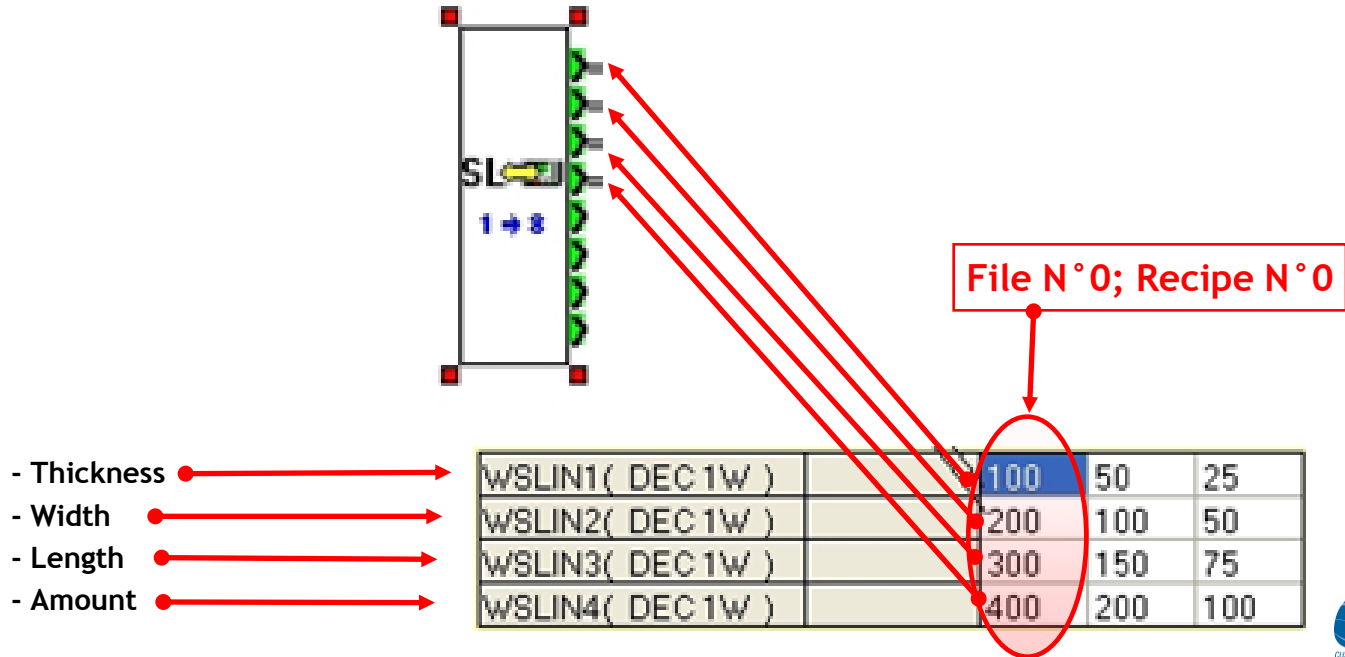 SL
1 → 8
File N°0; Recipe N°0
- Thickness
- Width
- Length
- Amount
WSLIN1( DEC1W ) 100 50 25
WSLIN2( DEC1W ) 200 100 50
WSLIN3( DEC1W ) 300 150 75
WSLIN4( DEC1W ) 400 200 100